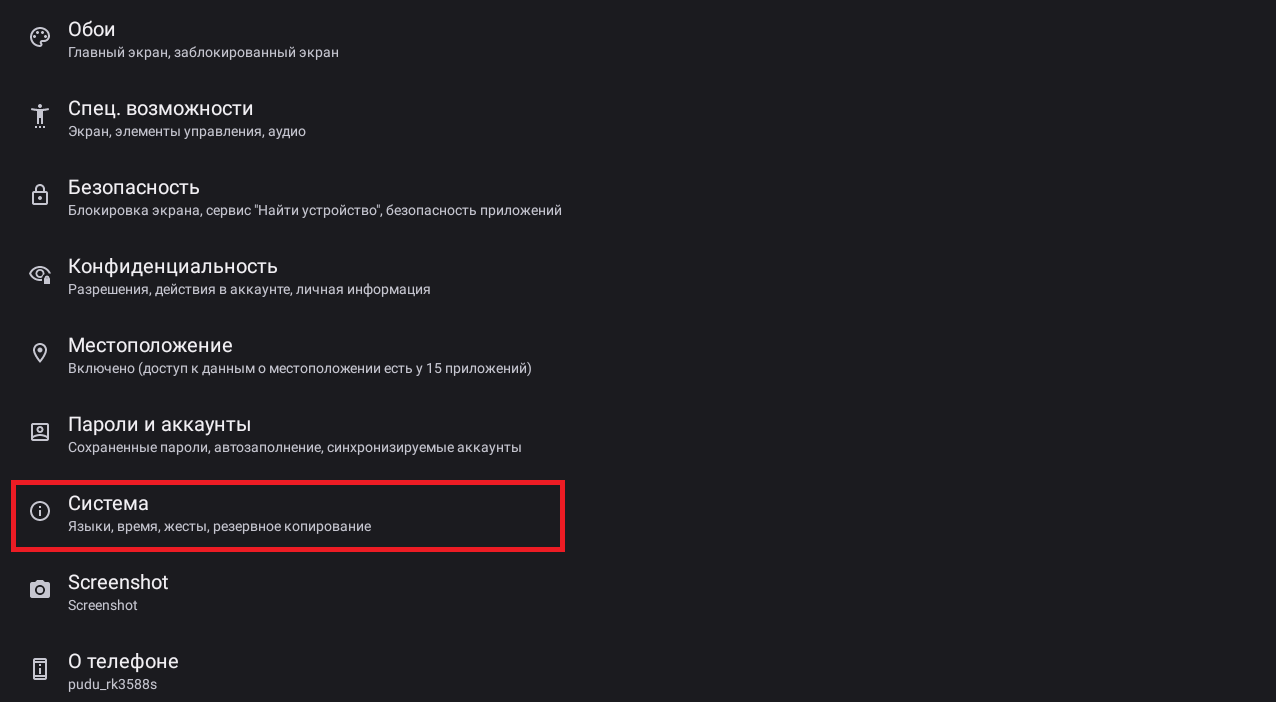 Обои
Главный экран, заблокированный экран
Спец. возможности
Экран, элементы управления, аудио
Безопасность
Блокировка экрана, сервис "Найти устройство", безопасность приложений
Конфиденциальность
Разрешения, действия в аккаунте, личная информация
Местоположение
Включено (доступ к данным о местоположении есть у 15 приложений)
Пароли и аккаунты
Сохраненные пароли, автозаполнение, синхронизируемые аккаунты
Система
Языки, время, жесты, резервное копирование
Screenshot
Screenshot
О телефоне
pudu_rk3588s